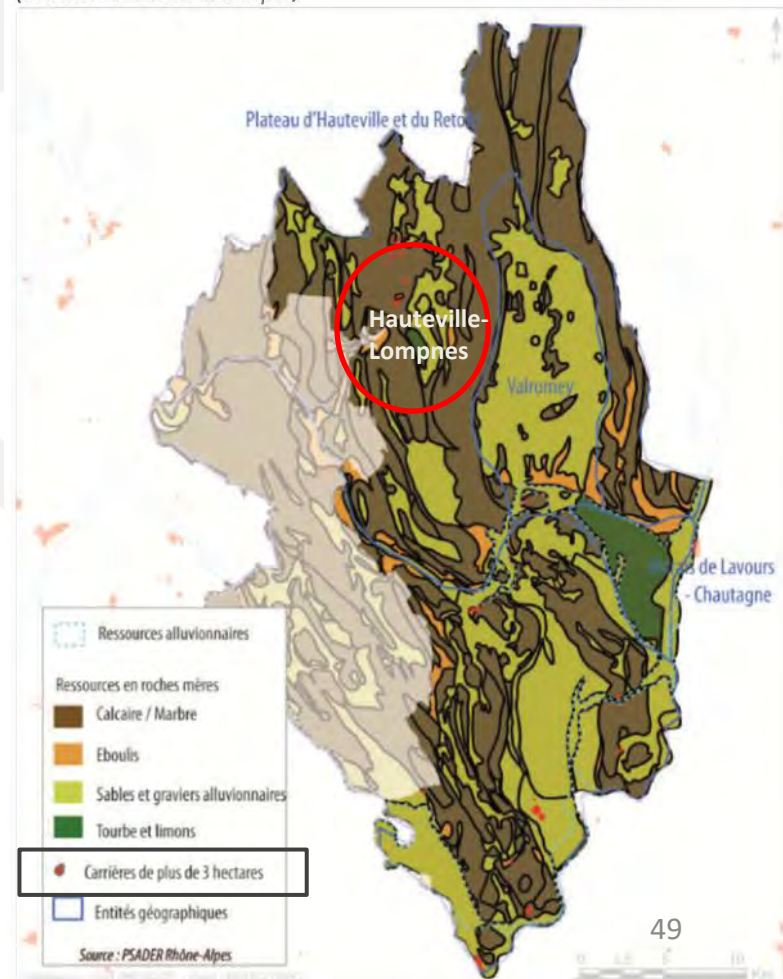 Plateau d'Hauteville et du Reto
Hauteville-
Lompnes
Valromey
de Lavours
- Chautagne
Ressources alluvionnaires
Ressources en roches mères
Calcaire / Marbre
Eboulis
Sables et graviers alluvionnaires
Tourbe et limons
Carrières de plus de 3 hectares
Entités géographiques
Source : PSADER Rhône-Alpes
49